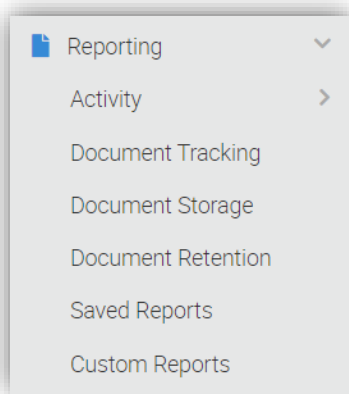 Reporting
Activity
Document Tracking
Document Storage
Document Retention
Saved Reports
Custom Reports